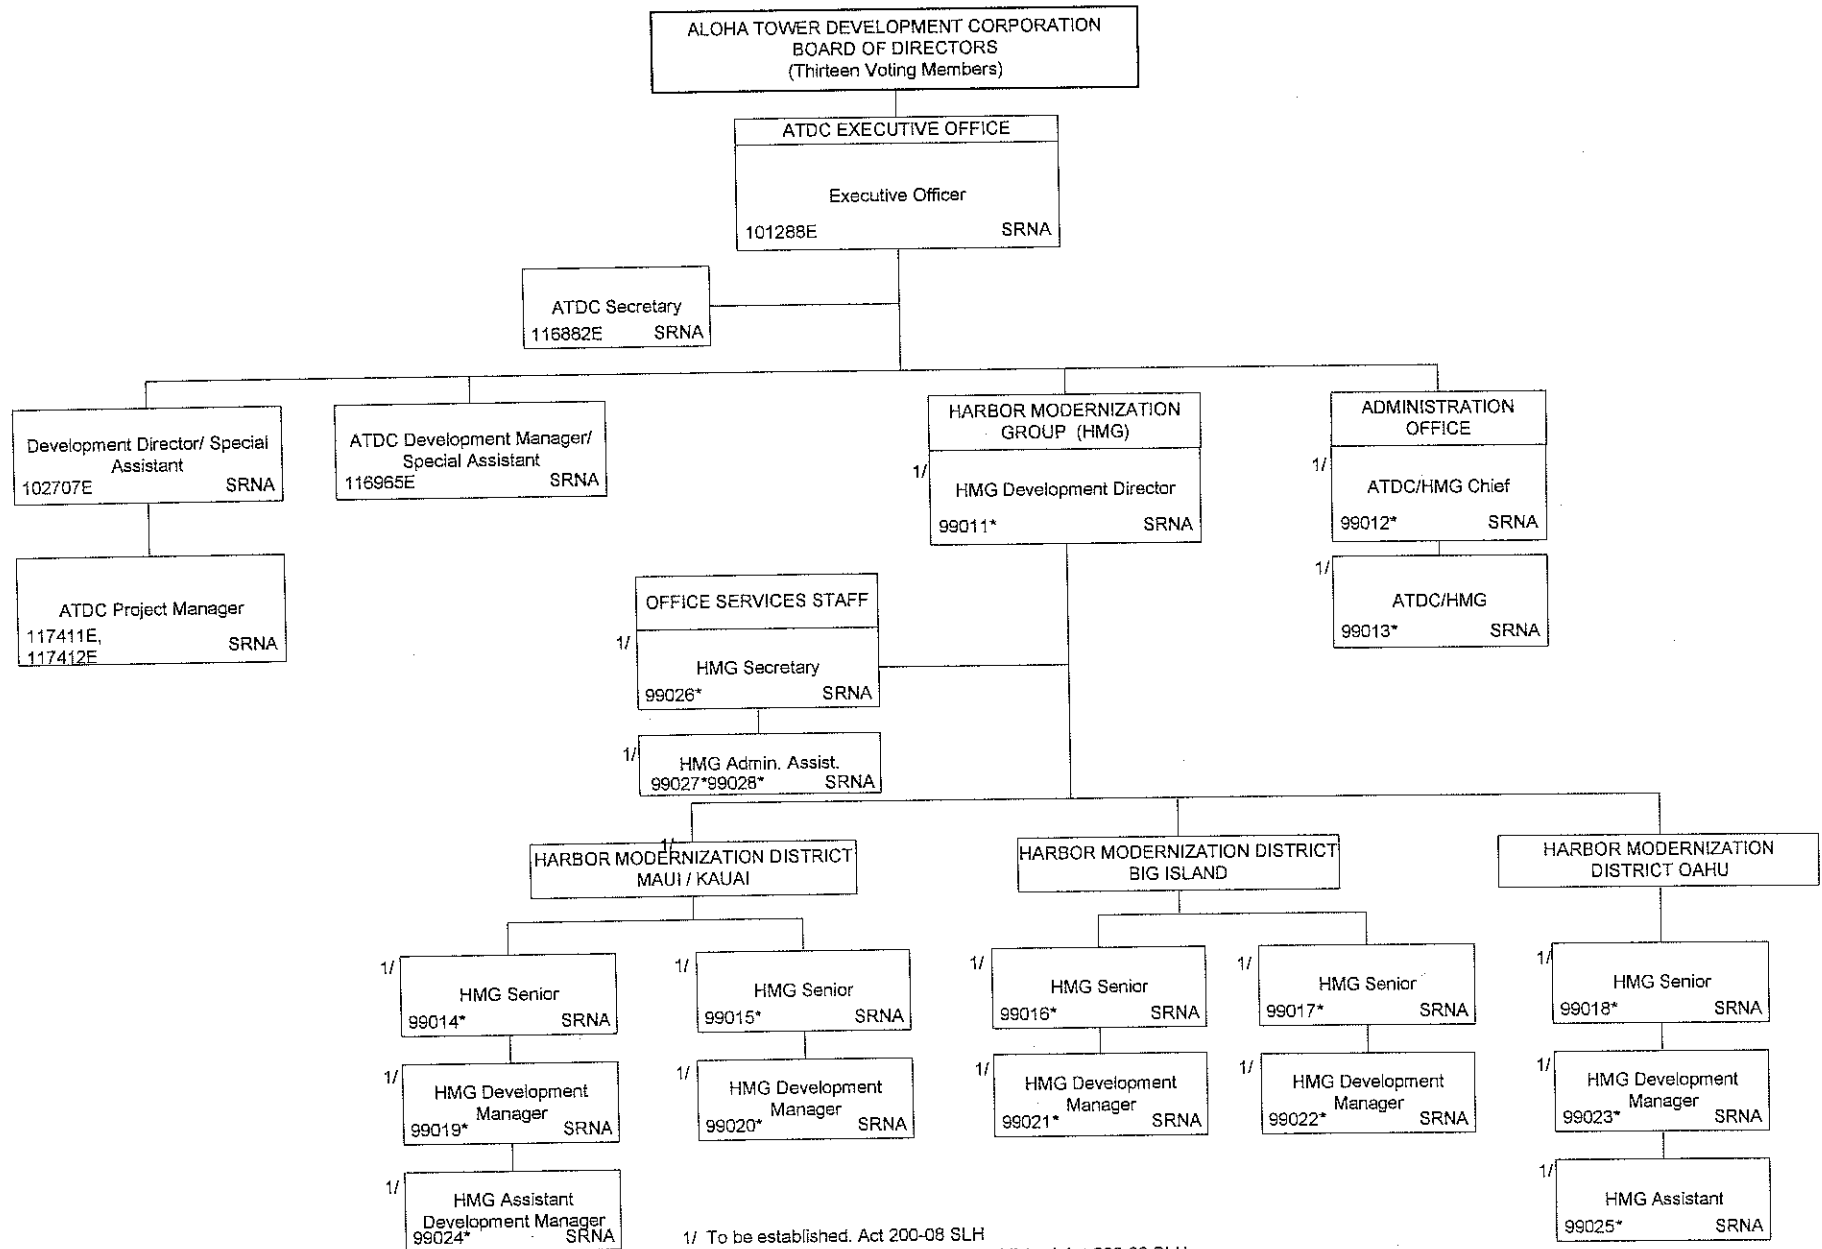 ALOHA TOWER DEVELOPMENT CORPORATION
BOARD OF DIRECTORS
(Thirteen Voting Members)
ATDC EXECUTIVE OFFICE
Executive Officer
101288E SRNA
ATDC Secretary
116882E SRNA
Development Director/ Special
Assistant
102707E SRNA
ATDC Development Manager/
Special Assistant
116965E SRNA
HARBOR MODERNIZATION
GROUP (HMG)
1/
HMG Development Director
99011* SRNA
ADMINISTRATION
OFFICE
1/
ATDC/HMG Chief
99012* SRNA
1/
ATDC/HMG
99013* SRNA
ATDC Project Manager
117411E,
117412E SRNA
OFFICE SERVICES STAFF
1/
HMG Secretary
99026* SRNA
1/
HMG Admin. Assist.
99027*99028* SRNA
1/
HARBOR MODERNIZATION DISTRICT
MAUI / KAUAI
HARBOR MODERNIZATION DISTRICT
BIG ISLAND
HARBOR MODERNIZATION
DISTRICT OAHU
1/
HMG Senior
99014* SRNA
1/
HMG Senior
99015* SRNA
1/
HMG Senior
99016* SRNA
1/
HMG Senior
99017* SRNA
1/
HMG Senior
99018* SRNA
1/
HMG Development
Manager
99019* SRNA
1/
HMG Development
Manager
99020* SRNA
1/
HMG Development
Manager
99021* SRNA
1/
HMG Development
Manager
99022* SRNA
1/
HMG Development
Manager
99023* SRNA
1/
HMG Assistant
Development Manager
99024* SRNA
1/
HMG Assistant
99025* SRNA
1/ To be established. Act 200-08 SLH